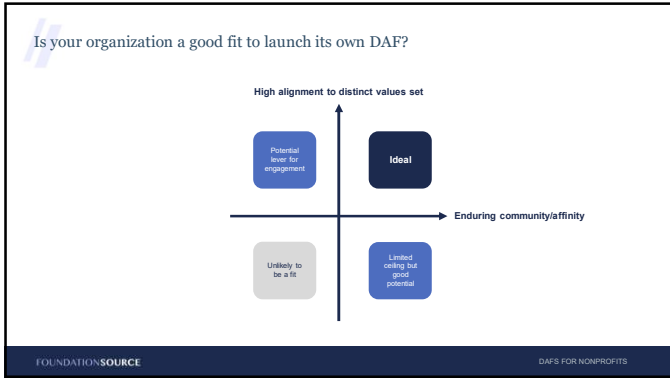 Is your organization a good fit to launch its own DAF?
High alignment to distinct values set
Potential
lever for
engagement
Ideal
Enduring community/affinity
Unlikely to
be a fit
Limited
ceiling but
good
potential
FOUNDATIONSOURCE
DAFS FOR NONPROFITS